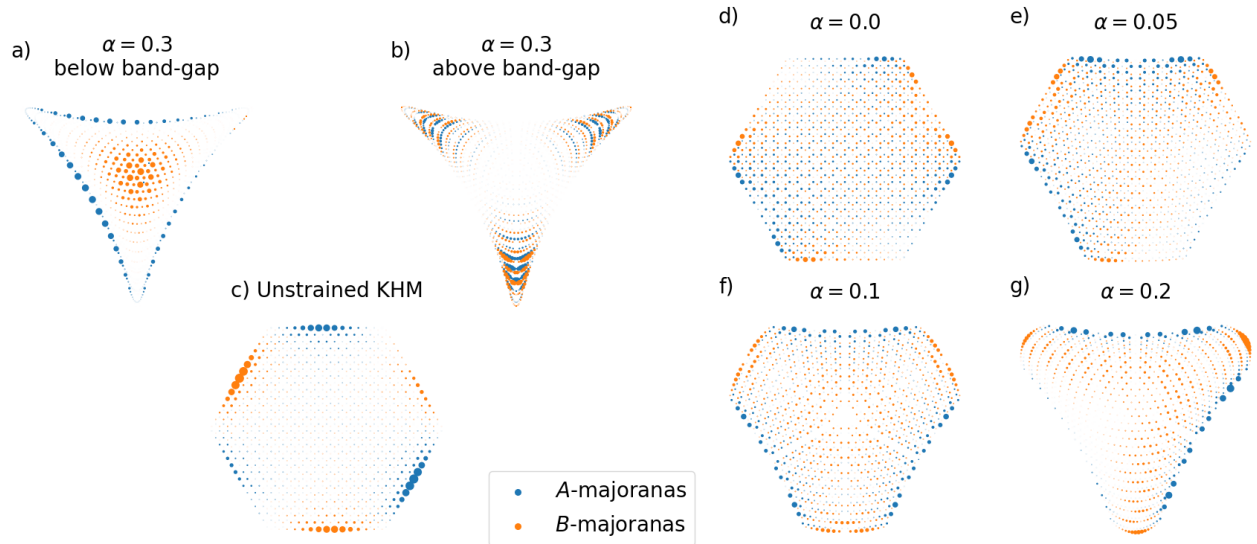 a)
α = 0.3
below band-gap
b)
α = 0.3
above band-gap
c) Unstrained KHM
A-majoranas
B-majoranas
d)
α = 0.0
e)
α = 0.05
f)
α = 0.1
g)
α = 0.2